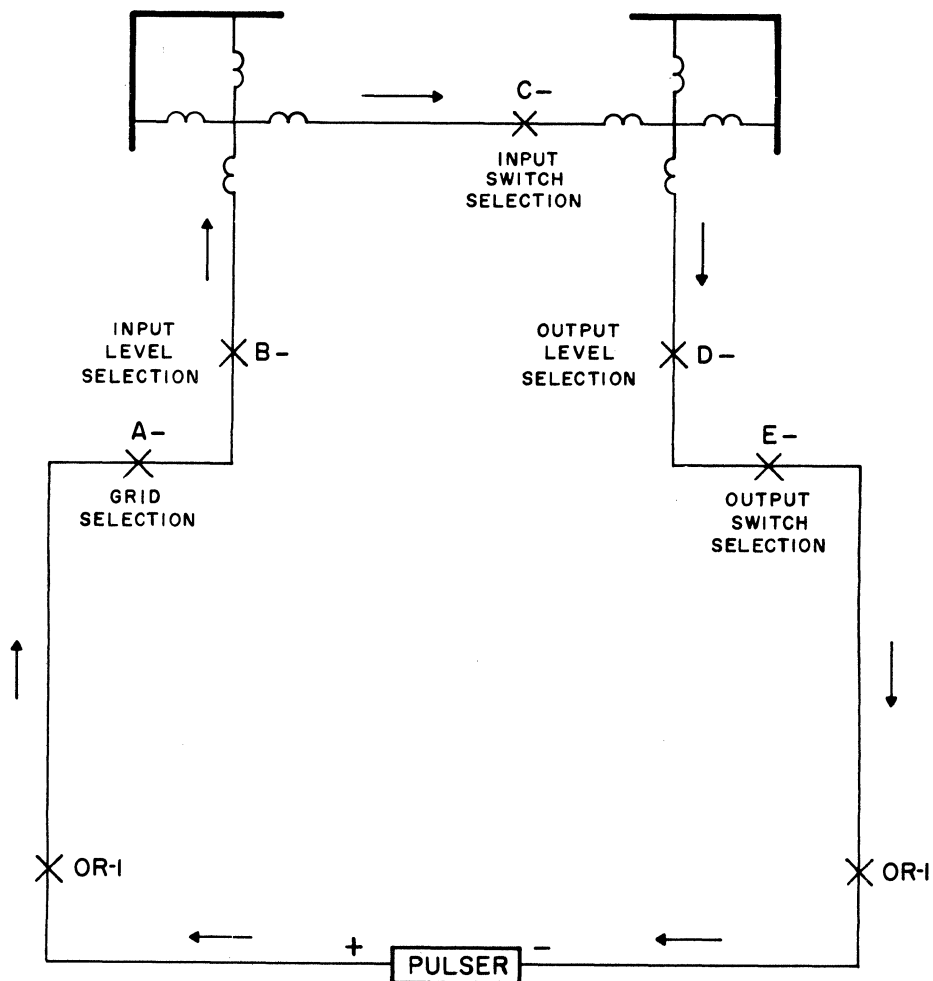 C-
INPUT
SWITCH
SELECTION
INPUT
LEVEL
SELECTION
B-
OUTPUT
LEVEL
SELECTION
D-
A-
GRID
SELECTION
E-
OUTPUT
SWITCH
SELECTION
OR-1
OR-1
+
PULSER
-